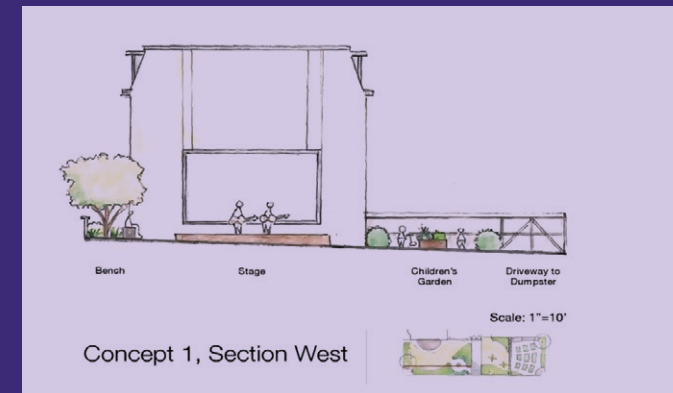 Bench
Stage
Children's
Garden
Driveway to
Dumpster
Scale: 1"=10'
Concept 1, Section West